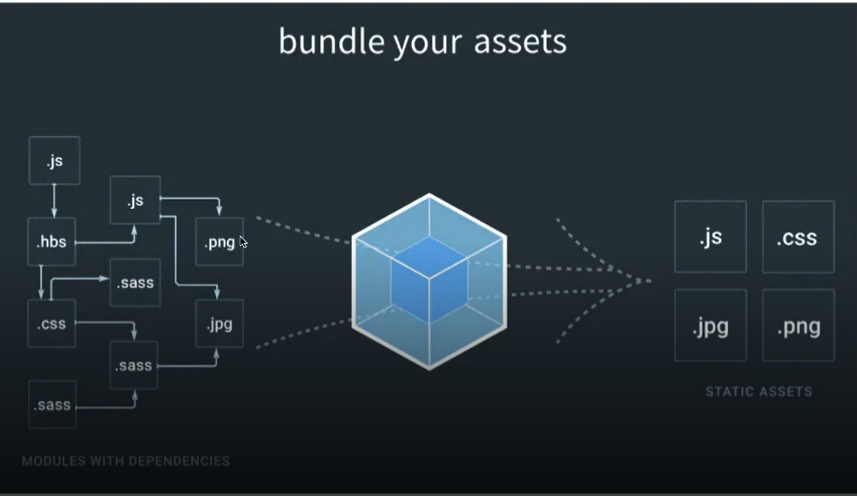 bundle your assets
.js
.js
.hbs
.png
.sass
.css
.jpg
.sass
.sass
MODULES WITH DEPENDENCIES
.js
.css
.jpg
.png
STATIC ASSETS